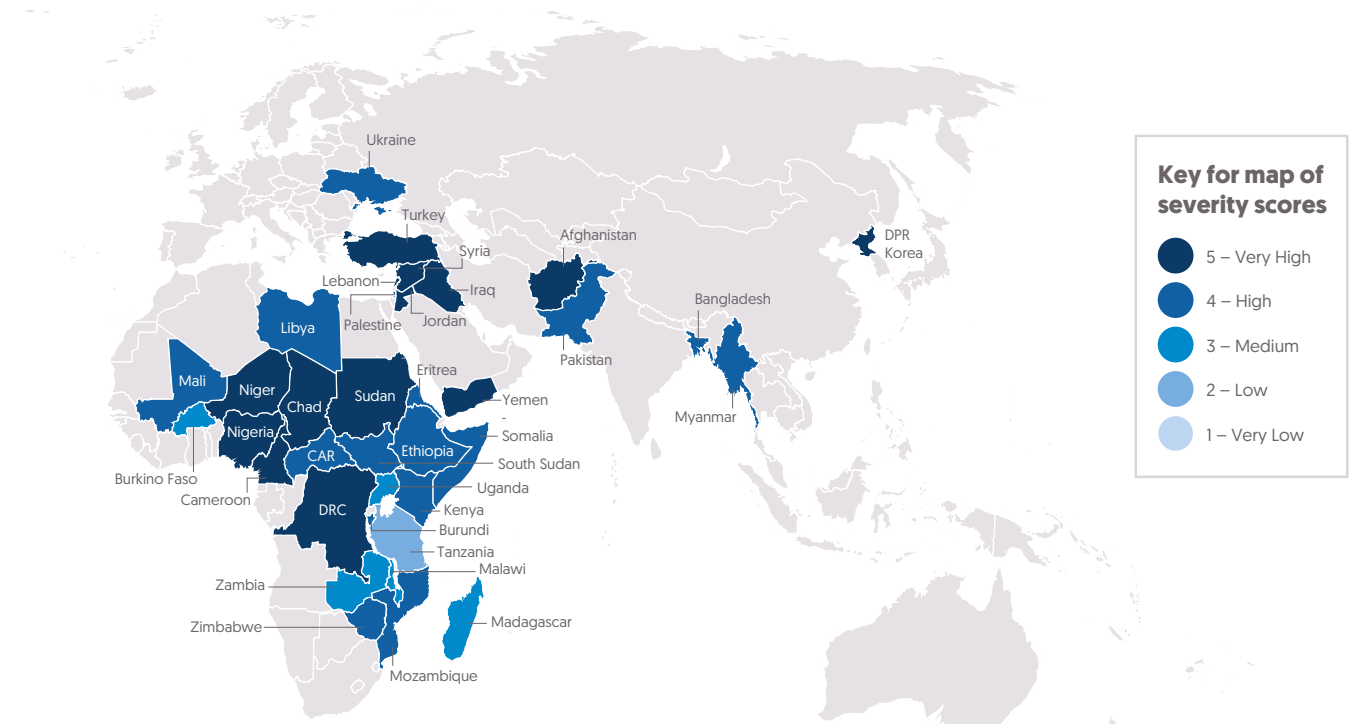 Ukraine
Turkey
Syria
Afghanistan
DPR
Korea
Lebanon
Iraq
Bangladesh
Palestine
Jordan
Libya
Pakistan
Eritrea
Mali
Niger
Chad
Sudan
Yemen
Myanmar
Nigeria
Somalia
CAR
Ethiopia
South Sudan
Burkino Faso
Uganda
Cameroon
DRC
Kenya
Burundi
Tanzania
Malawi
Zambia
Madagascar
Zimbabwe
Mozambique
Key for map of
severity scores
5 – Very High
4 – High
3 – Medium
2 – Low
1 – Very Low